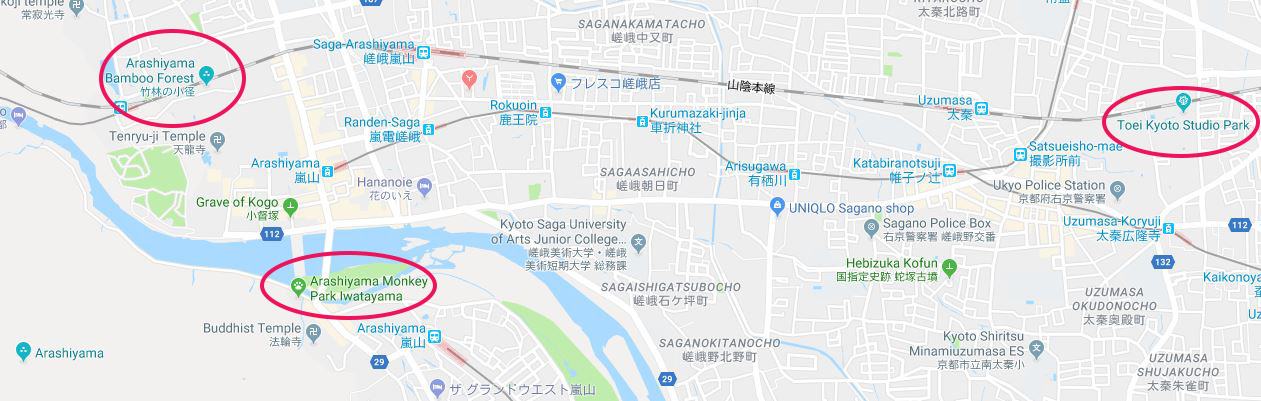 koji temple
常寂光寺
107
SAGANAKAMATACHO
嵯峨中又町
太秦北路町
Saga-Arashiyama
嵯峨嵐山
Arashiyama
Bamboo Forest
竹林の小径
フレスコ嵯峨店
山陰本線
Rokuoin
鹿王院
Kurumazaki-jinja
車折神社
Uzumasa
太秦
Toei Kyoto Studio Park
Tenryu-ji Temple
天龍寺
Randen-Saga
嵐電嵯峨
Satsueisho-mae
撮影所前
Arashiyama
嵐山
Hananoie
花のいえ
SAGAASAHICHO
嵯峨朝日町
Arisugawa
有栖川
Katabiranotsuji
帷子ノ辻
Ukyo Police Station
京都府右京警察署
Grave of Kogo
小督塚
112
Kyoto Saga University
of Arts Junior College...
嵯峨美術大学・嵯峨
美術短期大学 総務課
UNIQLO Sagano shop
Sagano Police Box
右京警察署 嵯峨野交番
Uzumasa-Koryuji
太秦広隆寺
112
132
Arashiyama Monkey
Park Iwatayama
Hebizuka Kofun
国指定史跡 蛇塚古墳
Kaikonoya
SAGAISHIGATSUBOCHO
嵯峨石ケ坪町
UZUMASA
OKUDONOCHO
太秦奥殿町
Buddhist Temple
法輪寺
Arashiyama
嵐山
SAGANOKITANOCHO
嵯峨野北野町
Kyoto Shiritsu
Minamiuzumasa ES
京都市立南太秦小
Arashiyama
29
29
UZUMASA
SHUJAKUCHO
太秦朱雀町
ザ グランドウエスト嵐山